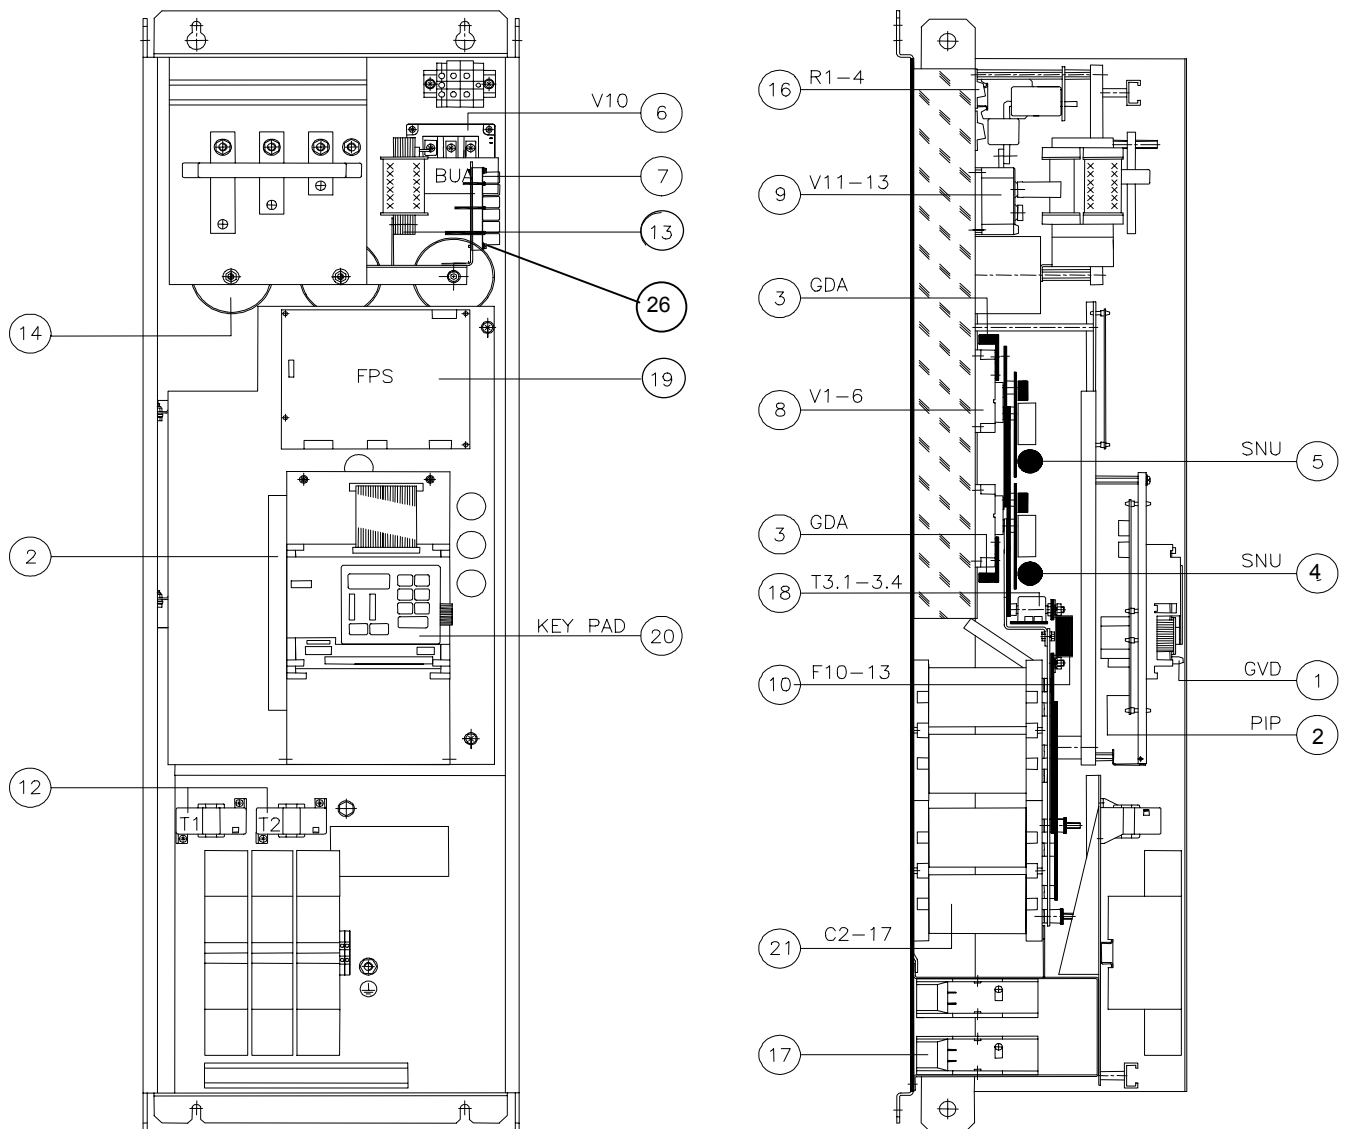 V10 6
BUA 7
13
26
14
FPS 19
2
KEY PAD 20
12
T1 T2
16 R1-4
9 V11-13
3 GDA
8 V1-6
SNU 5
3 GDA
SNU 4
18 T3.1-3.4
10 F10-13
GVD 1
PIP 2
21 C2-17
17